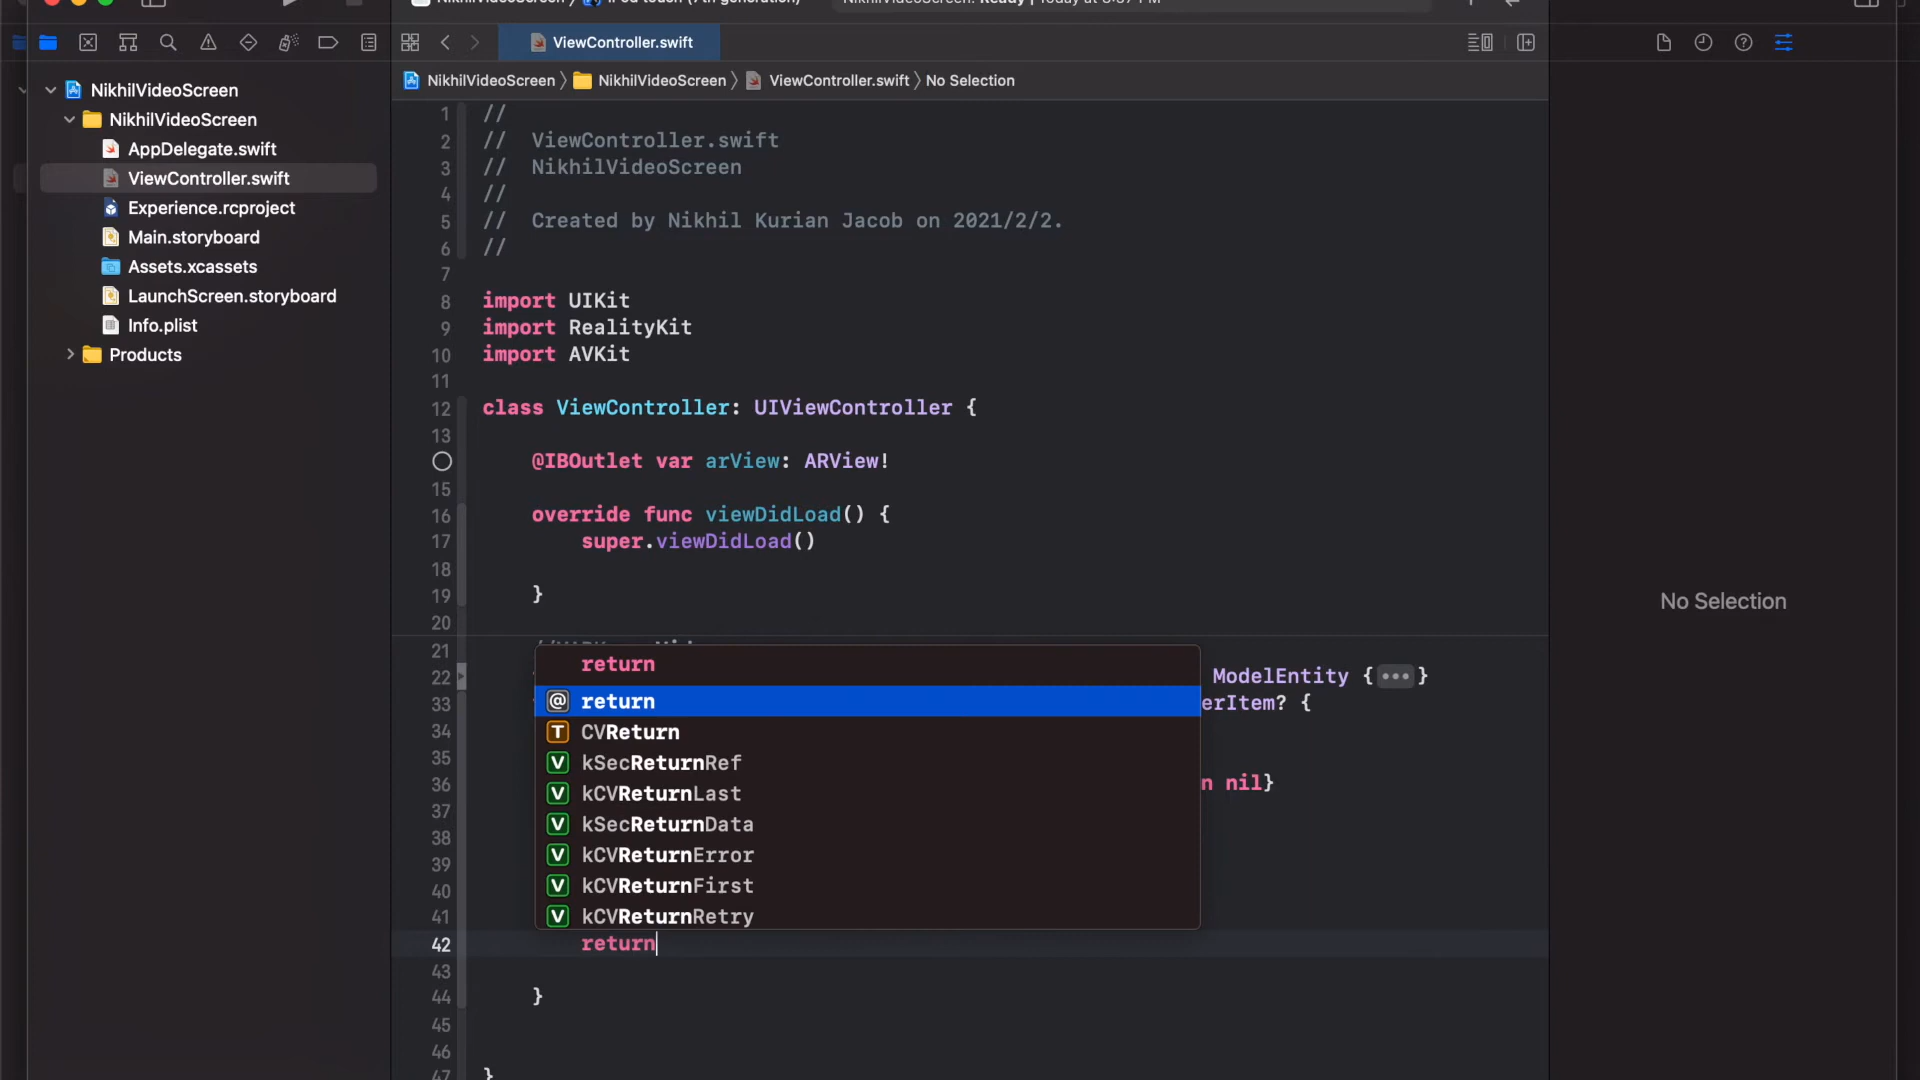 NikhilVideoScreen: Ready | Today at
ViewController.swift
NikhilVideoScreen
NikhilVideoScreen
AppDelegate.swift
ViewController.swift
Experience.rcproject
Main.storyboard
Assets.xcassets
LaunchScreen.storyboard
Info.plist
Products
NikhilVideoScreen 〉 NikhilVideoScreen 〉 ViewController.swift 〉 No Selection
1 //
2 // ViewController.swift
3 // NikhilVideoScreen
4 //
5 // Created by Nikhil Kurian Jacob on 2021/2/2.
6 //
7
8 import UIKit
9 import RealityKit
10 import AVKit
11
12 class ViewController: UIViewController {
13
@IBOutlet var arView: ARView!
15
16 override func viewDidLoad() {
17 super.viewDidLoad()
18
19 }
20
21
22 ModelEntity {•••}
33 erItem? {
34
35
36 n nil}
37
38
39
40
41
42 return
43
44 }
45
46
47 }
return
@ return
T CVReturn
V kSecReturnRef
V kCVReturnLast
V kSecReturnData
V kCVReturnError
V kCVReturnFirst
V kCVReturnRetry
No Selection